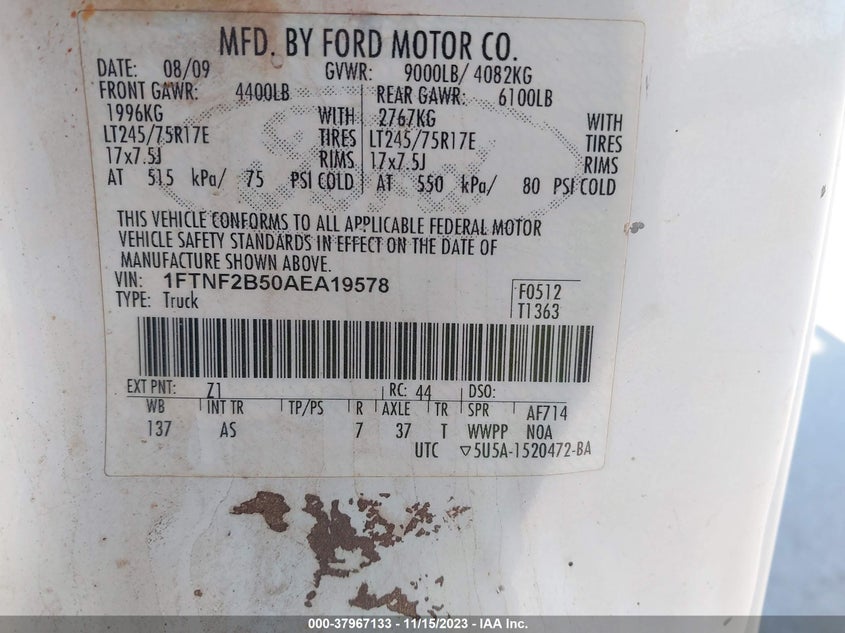 MFD. BY FORD MOTOR CO.
DATE: 08/09 GVWR: 9000LB/ 4082KG
FRONT GAWR: 4400LB REAR GAWR: 6100LB
1996KG WITH 2767KG WITH
LT245/75R17E TIRES LT245/75R17E TIRES
17x7.5J RIMS 17x7.5J RIMS
AT 515 kPa/ 75 PSI COLD AT 550 kPa/ 80 PSI COLD
THIS VEHICLE CONFORMS TO ALL APPLICABLE FEDERAL MOTOR
VEHICLE SAFETY STANDARDS IN EFFECT ON THE DATE OF
MANUFACTURE SHOWN ABOVE.
VIN: 1FTNF2B50AEA19578 F0512
TYPE: Truck T1363
EXT PNT: Z1 RC: 44 DSO:
WB INT TR TP/PS R AXLE TR SPR AF714
137 AS 7 37 T WWPP NOA
UTC ▽5U5A-1520472-BA
000-37967133 - 11/15/2023 - IAA Inc.